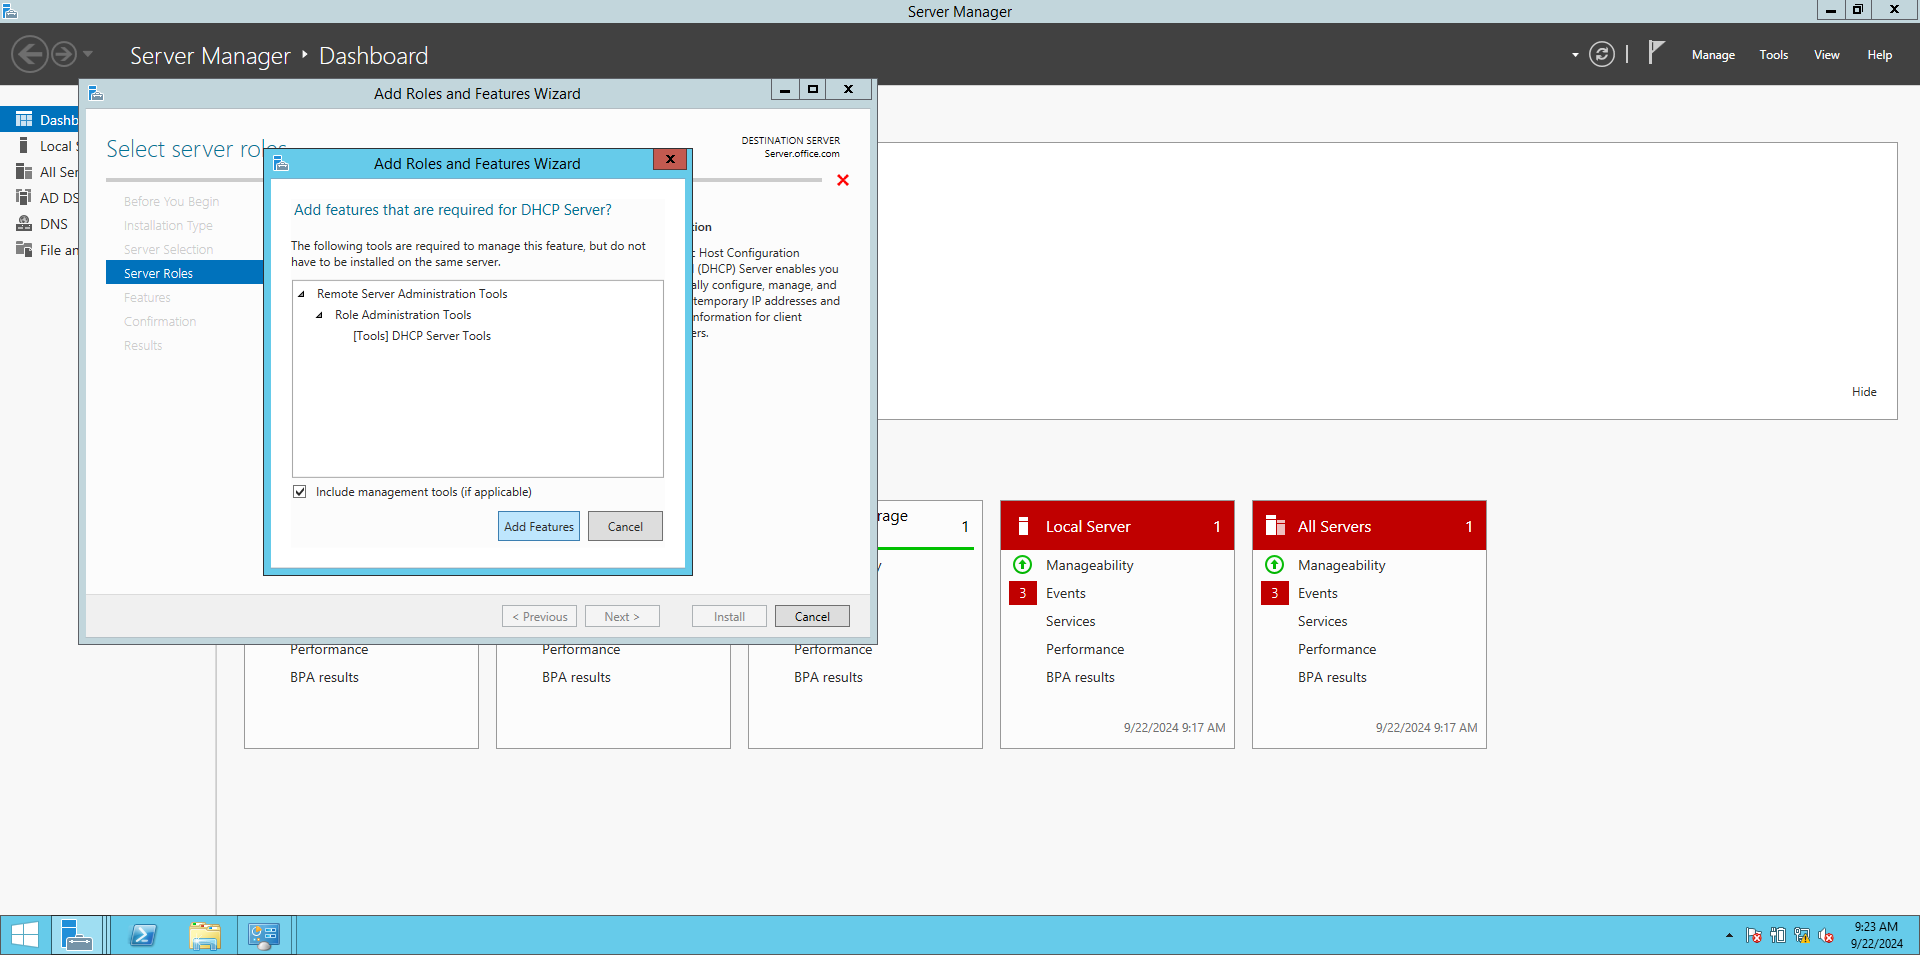 Server Manager
Server Manager ‣ Dashboard
Manage
Tools
View
Help
Add Roles and Features Wizard
Dashb
Local S
All Ser
AD DS
DNS
File an
Select server roles
DESTINATION SERVER
Server.office.com
Before You Begin
Installation Type
Server Selection
Server Roles
Features
Confirmation
Results
Add Roles and Features Wizard
Add features that are required for DHCP Server?
The following tools are required to manage this feature, but do not
have to be installed on the same server.
Remote Server Administration Tools
Role Administration Tools
[Tools] DHCP Server Tools
Include management tools (if applicable)
Add Features
Cancel
tion
Host Configuration
(DHCP) Server enables you
ally configure, manage, and
temporary IP addresses and
nformation for client
ers.
< Previous
Next >
Install
Cancel
Hide
rage
1
Local Server
1
Manageability
3
Events
Services
Performance
BPA results
9/22/2024 9:17 AM
All Servers
1
Manageability
3
Events
Services
Performance
BPA results
9/22/2024 9:17 AM
Performance
BPA results
Performance
BPA results
Performance
BPA results
9:23 AM
9/22/2024